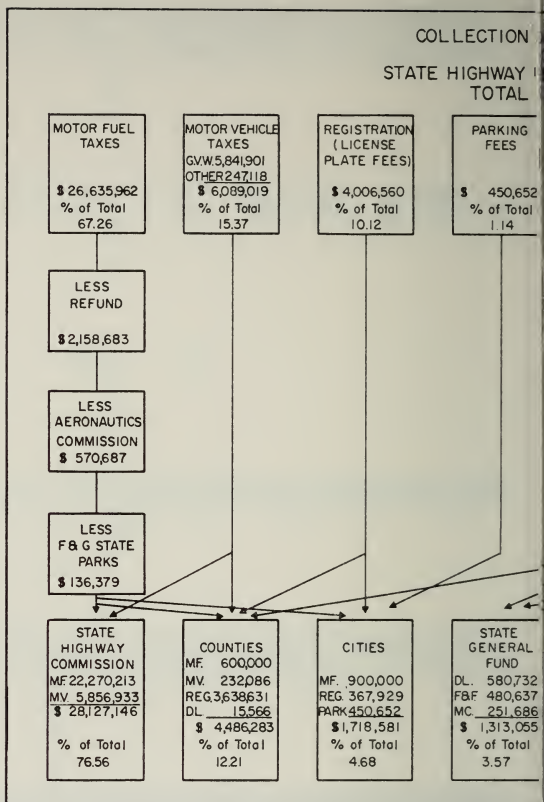 COLLECTION
STATE HIGHWAY
TOTAL
MOTOR FUEL
TAXES
$ 26,635,962
% of Total
67.26
MOTOR VEHICLE
TAXES
G.V.W. 5,841,901
OTHER 247,118
$ 6,089,019
% of Total
15.37
REGISTRATION
(LICENSE
PLATE FEES)
$ 4,006,560
% of Total
10.12
PARKING
FEES
$ 450,652
% of Total
1.14
LESS
REFUND
$ 2,158,683
LESS
AERONAUTICS
COMMISSION
$ 570,687
LESS
F & G STATE
PARKS
$ 136,379
STATE
HIGHWAY
COMMISSION
M.F. 22,270,213
M.V. 5,856,933
$ 28,127,146
% of Total
76.56
COUNTIES
MF. 600,000
MV. 232,086
REG. 3,638,631
DL. 15,566
$ 4,486,283
% of Total
12.21
CITIES
MF. 900,000
REG. 367,929
PARK 450,652
$ 1,718,581
% of Total
4.68
STATE
GENERAL
FUND
DL. 580,732
F&F 480,637
MC. 251,686
$ 1,313,055
% of Total
3.57